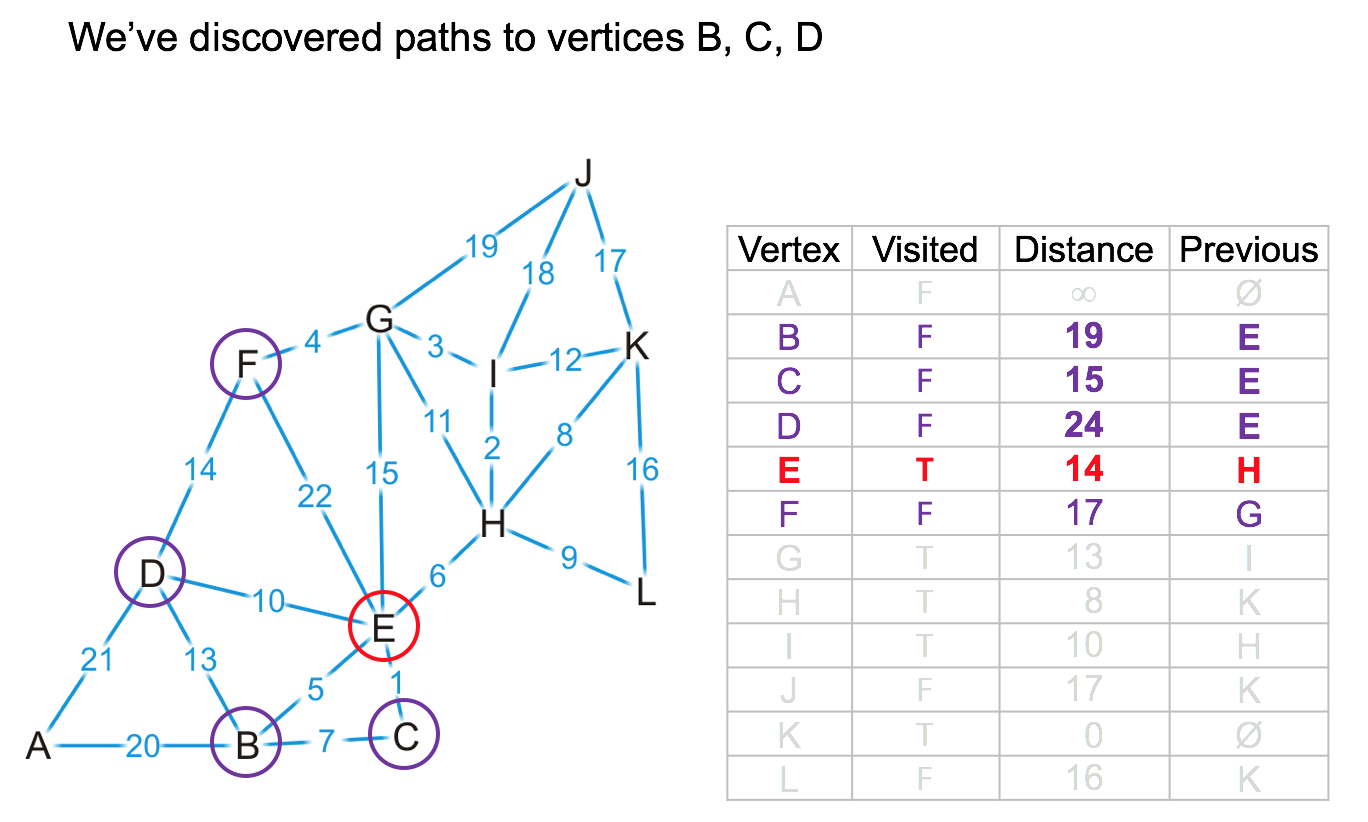 We’ve discovered paths to vertices B, C, D
J
19
18
17
G
4
3
K
F
I
12
11
8
2
14
15
16
22
H
9
6
D
10
L
E
21
13
5
1
A
20
B
7
C
Vertex Visited Distance Previous
A F ∞ Ø
B F 19 E
C F 15 E
D F 24 E
E T 14 H
F F 17 G
G T 13 I
H T 8 K
I T 10 H
J F 17 K
K T 0 Ø
L F 16 K